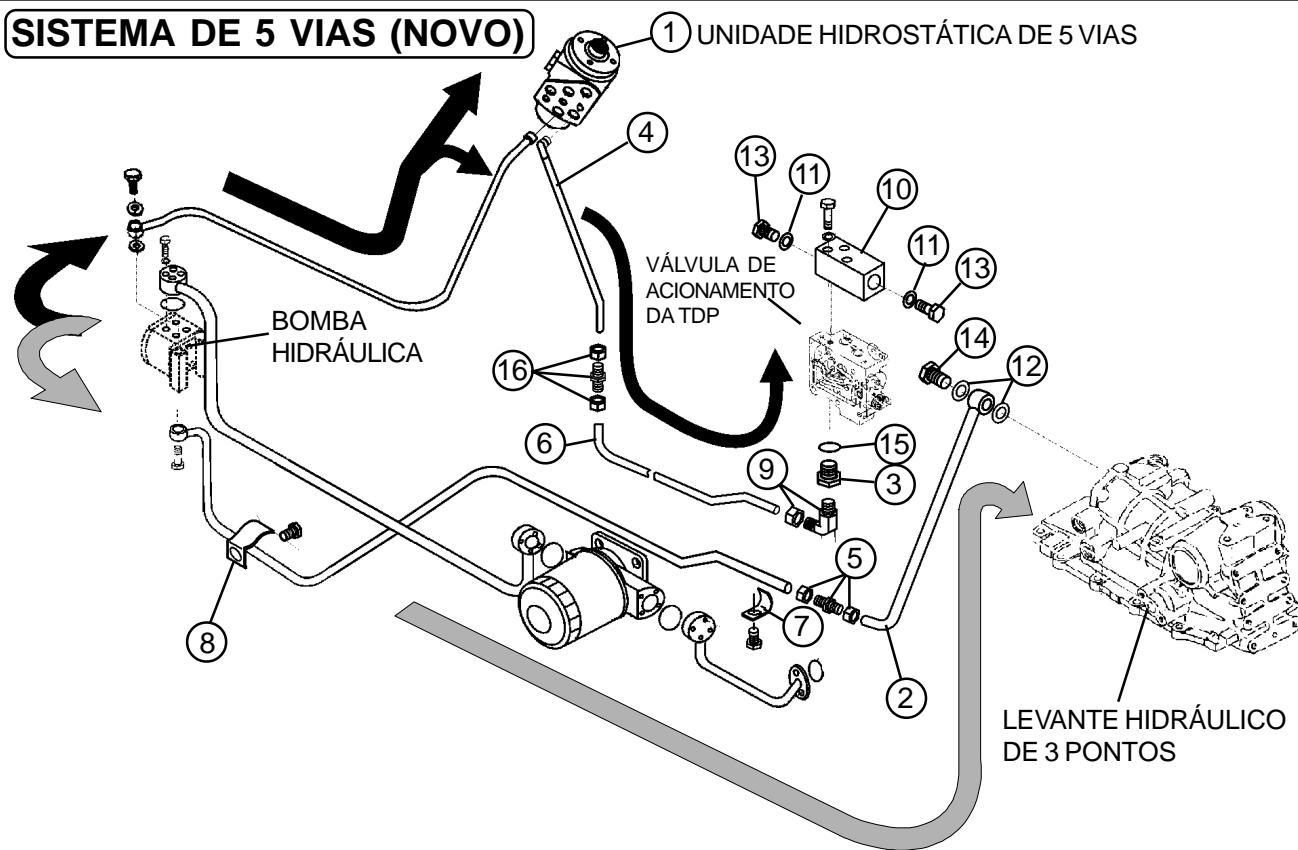 SISTEMA DE 5 VIAS (NOVO)
1 UNIDADE HIDROSTÁTICA DE 5 VIAS
4
13
11
10
11
13
VÁLVULA DE
ACIONAMENTO
DA TDP
BOMBA
HIDRÁULICA
14
12
16
6
15
3
9
5
8
7
2
LEVANTE HIDRÁULICO
DE 3 PONTOS